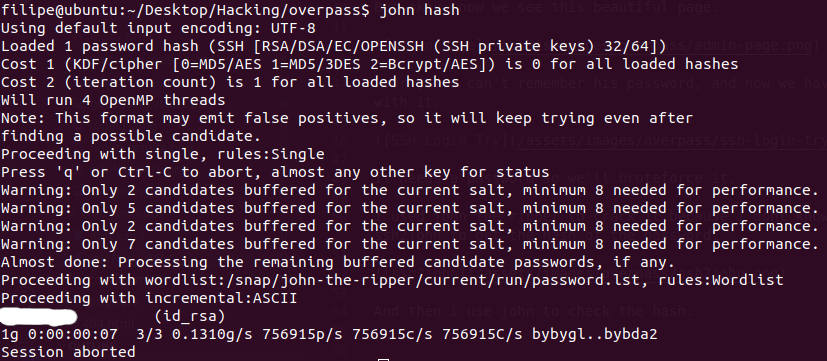 filipe@ubuntu:~/Desktop/Hacking/overpass$ john hash
Using default input encoding: UTF-8
Loaded 1 password hash (SSH [RSA/DSA/EC/OPENSSH (SSH private keys) 32/64])
Cost 1 (KDF/cipher [0=MD5/AES 1=MD5/3DES 2=Bcrypt/AES]) is 0 for all loaded hashes
Cost 2 (iteration count) is 1 for all loaded hashes
Will run 4 OpenMP threads
Note: This format may emit false positives, so it will keep trying even after
finding a possible candidate.
Proceeding with single, rules:Single
Press 'q' or Ctrl-C to abort, almost any other key for status
Warning: Only 2 candidates buffered for the current salt, minimum 8 needed for performance.
Warning: Only 5 candidates buffered for the current salt, minimum 8 needed for performance.
Warning: Only 2 candidates buffered for the current salt, minimum 8 needed for performance.
Warning: Only 7 candidates buffered for the current salt, minimum 8 needed for performance.
Almost done: Processing the remaining buffered candidate passwords, if any.
Proceeding with wordlist:/snap/john-the-ripper/current/run/password.lst, rules:Wordlist
Proceeding with incremental:ASCII
(id_rsa)
1g 0:00:00:07 3/3 0.1310g/s 756915p/s 756915c/s 756915C/s bybygl..bybda2
Session aborted